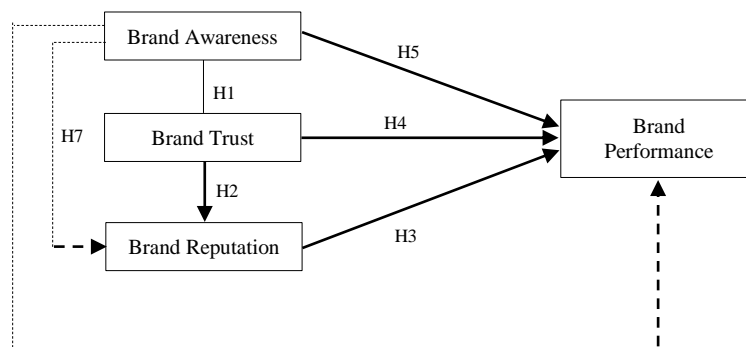 Brand Awareness
H5
H1
Brand
Performance
H7
Brand Trust
H4
H2
Brand Reputation
H3